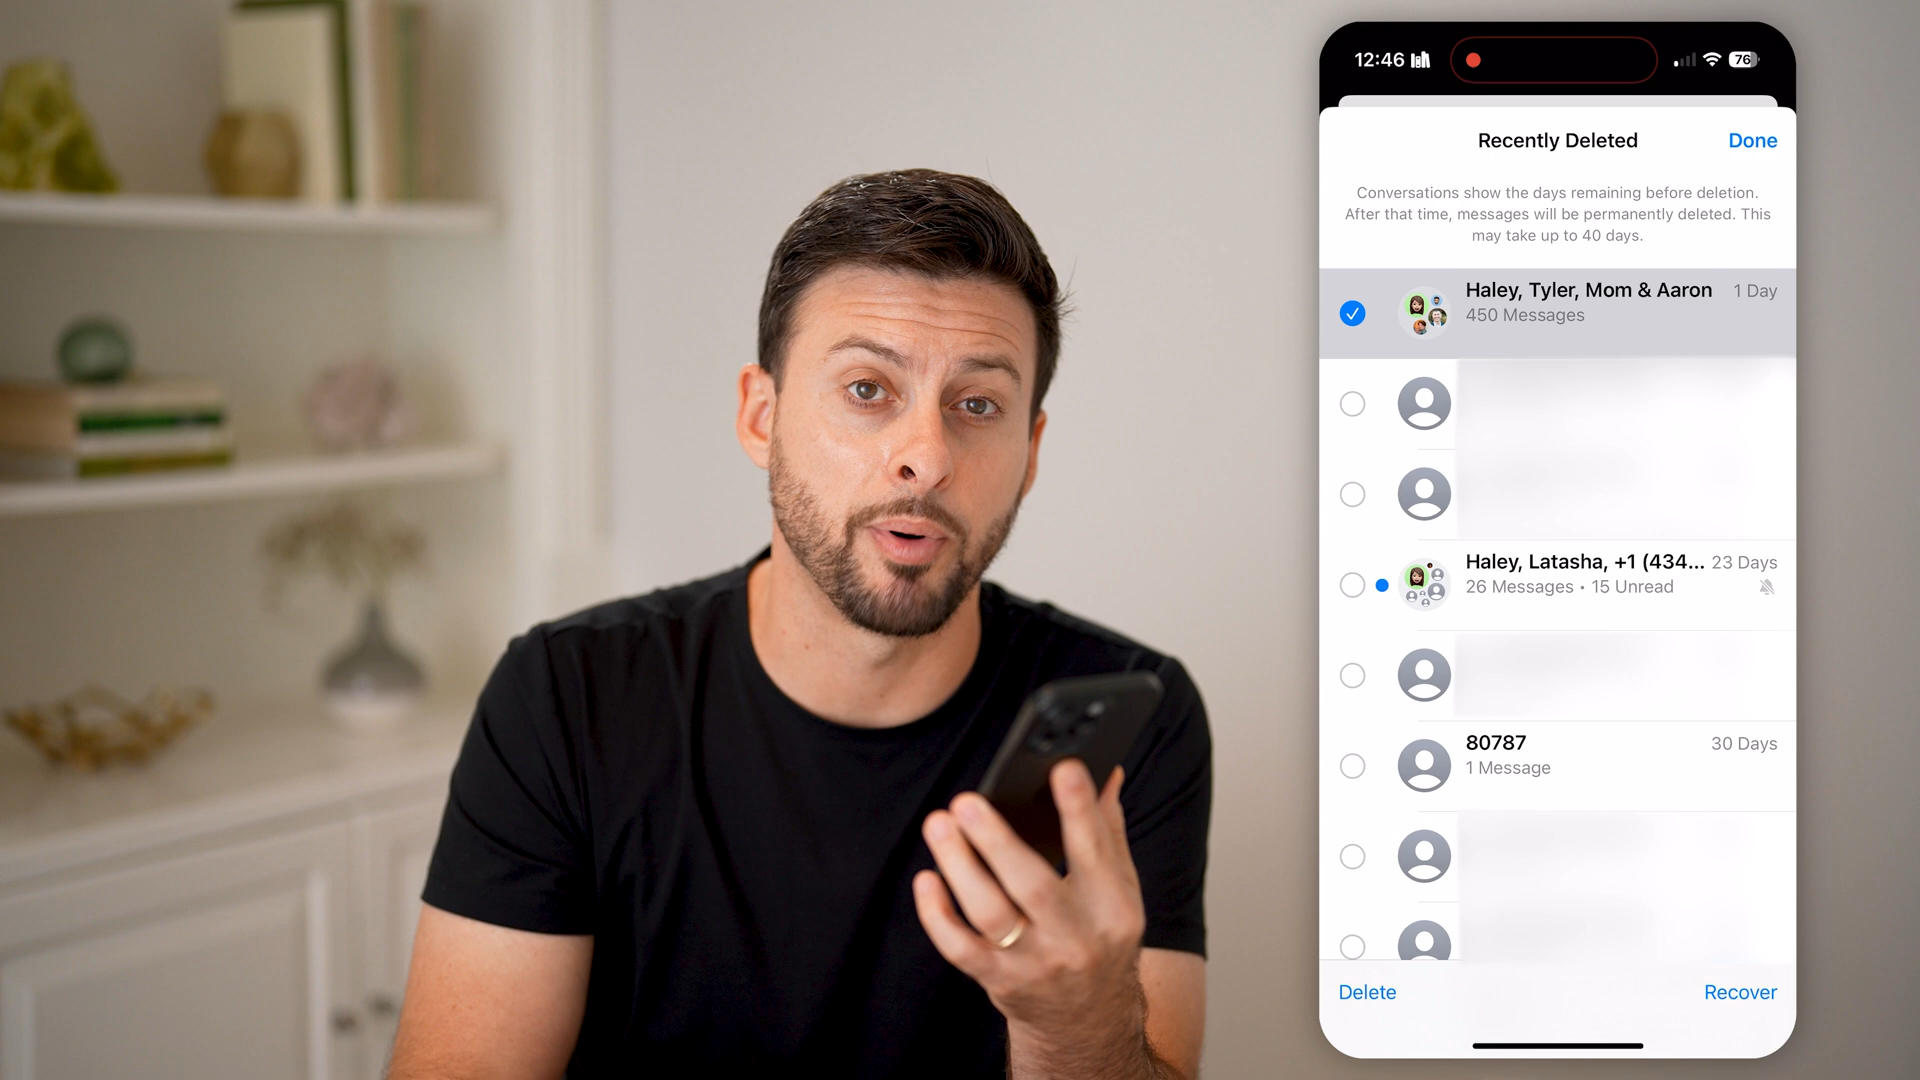 12:46
76
Recently Deleted
Done
Conversations show the days remaining before deletion.
After that time, messages will be permanently deleted. This
may take up to 40 days.
Haley, Tyler, Mom & Aaron
1 Day
450 Messages
Haley, Latasha, +1 (434...
23 Days
26 Messages • 15 Unread
80787
30 Days
1 Message
Delete
Recover